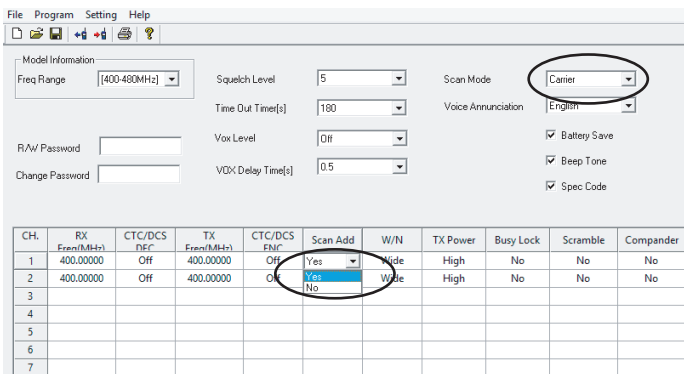 File Program Setting Help
Model Information
Freq Range [400-480MHz] Squelch Level 5 Scan Mode Carrier
Time Out Timer[s] 180 Voice Annunciation English
Vox Level Off Battery Save
R/W Password
VOX Delay Time[s] 0.5 Beep Tone
Change Password
Spec Code
CH. RX Freq(MHz) CTC/DCS DEC TX Freq(MHz) CTC/DCS ENC Scan Add W/N TX Power Busy Lock Scramble Compander
1 400.00000 Off 400.00000 Off Yes Wide High No No No
2 400.00000 Off 400.00000 Off Yes Wide High No No No
No
3
4
5
6
7